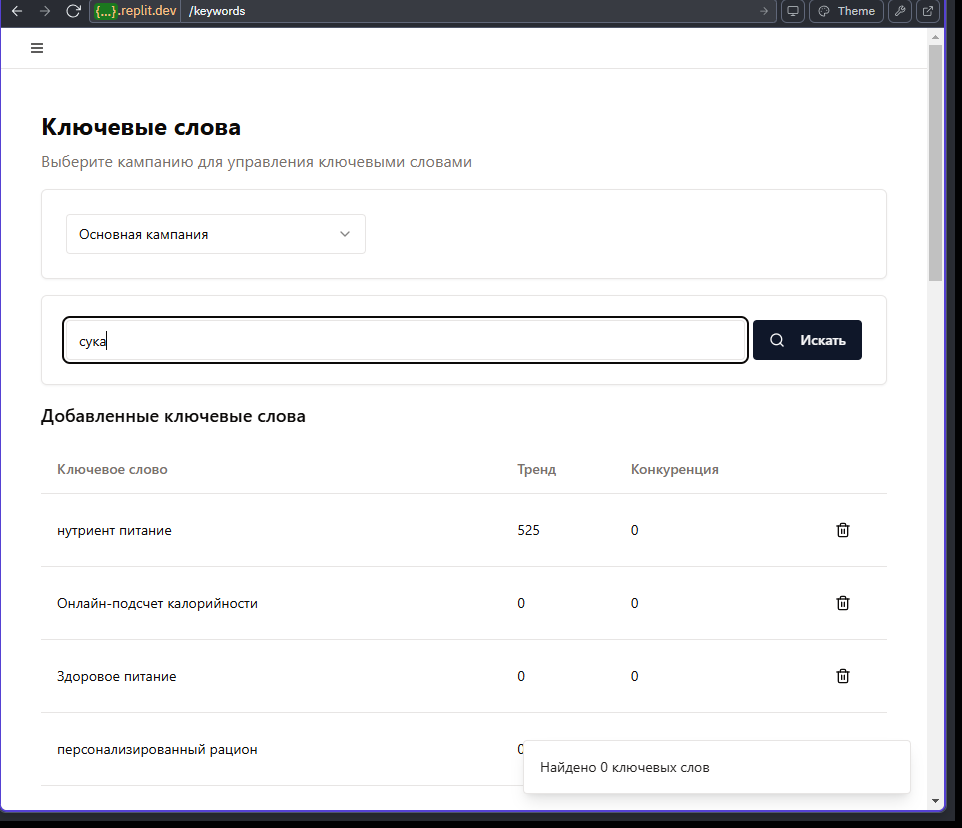 {...}.replit.dev /keywords Theme
Ключевые слова
Выберите кампанию для управления ключевыми словами
Основная кампания
сука Искать
Добавленные ключевые слова
Ключевое слово Тренд Конкуренция
нутриент питание 525 0
Онлайн-подсчет калорийности 0 0
Здоровое питание 0 0
персонализированный рацион 0
Найдено 0 ключевых слов